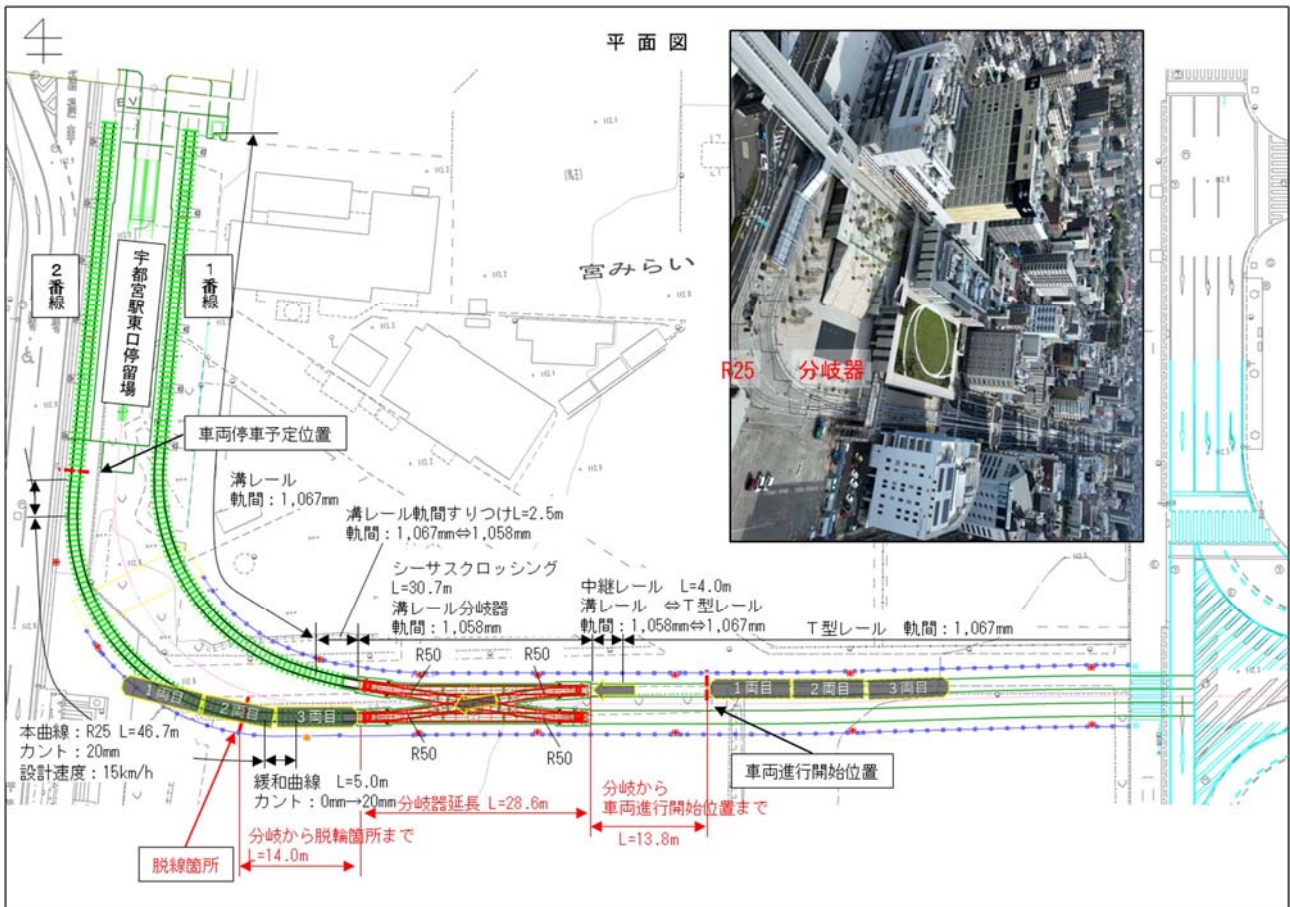 平 面 図
EV
宮みらい
2番線
宇都宮駅東口停留場
1番線
R25
分岐器
車両停車予定位置
溝レール
軌間：1,067mm
溝レール軌間すりつけL=2.5m
軌間：1,067mm⇔1,058mm
シーサスクロッシング
L=30.7m
溝レール分岐器
軌間：1,058mm
中継レール L=4.0m
溝レール ⇔T型レール
軌間：1,058mm⇔1,067mm
T型レール 軌間：1,067mm
R50
R50
1両目
2両目
3両目
1両目
2両目
3両目
R50
R50
本曲線：R25 L=46.7m
カント：20mm
設計速度：15km/h
緩和曲線 L=5.0m
カント：0mm→20mm
分岐器延長 L=28.6m
分岐から
車両進行開始位置まで
L=13.8m
車両進行開始位置
分岐から脱輪箇所まで
L=14.0m
脱線箇所